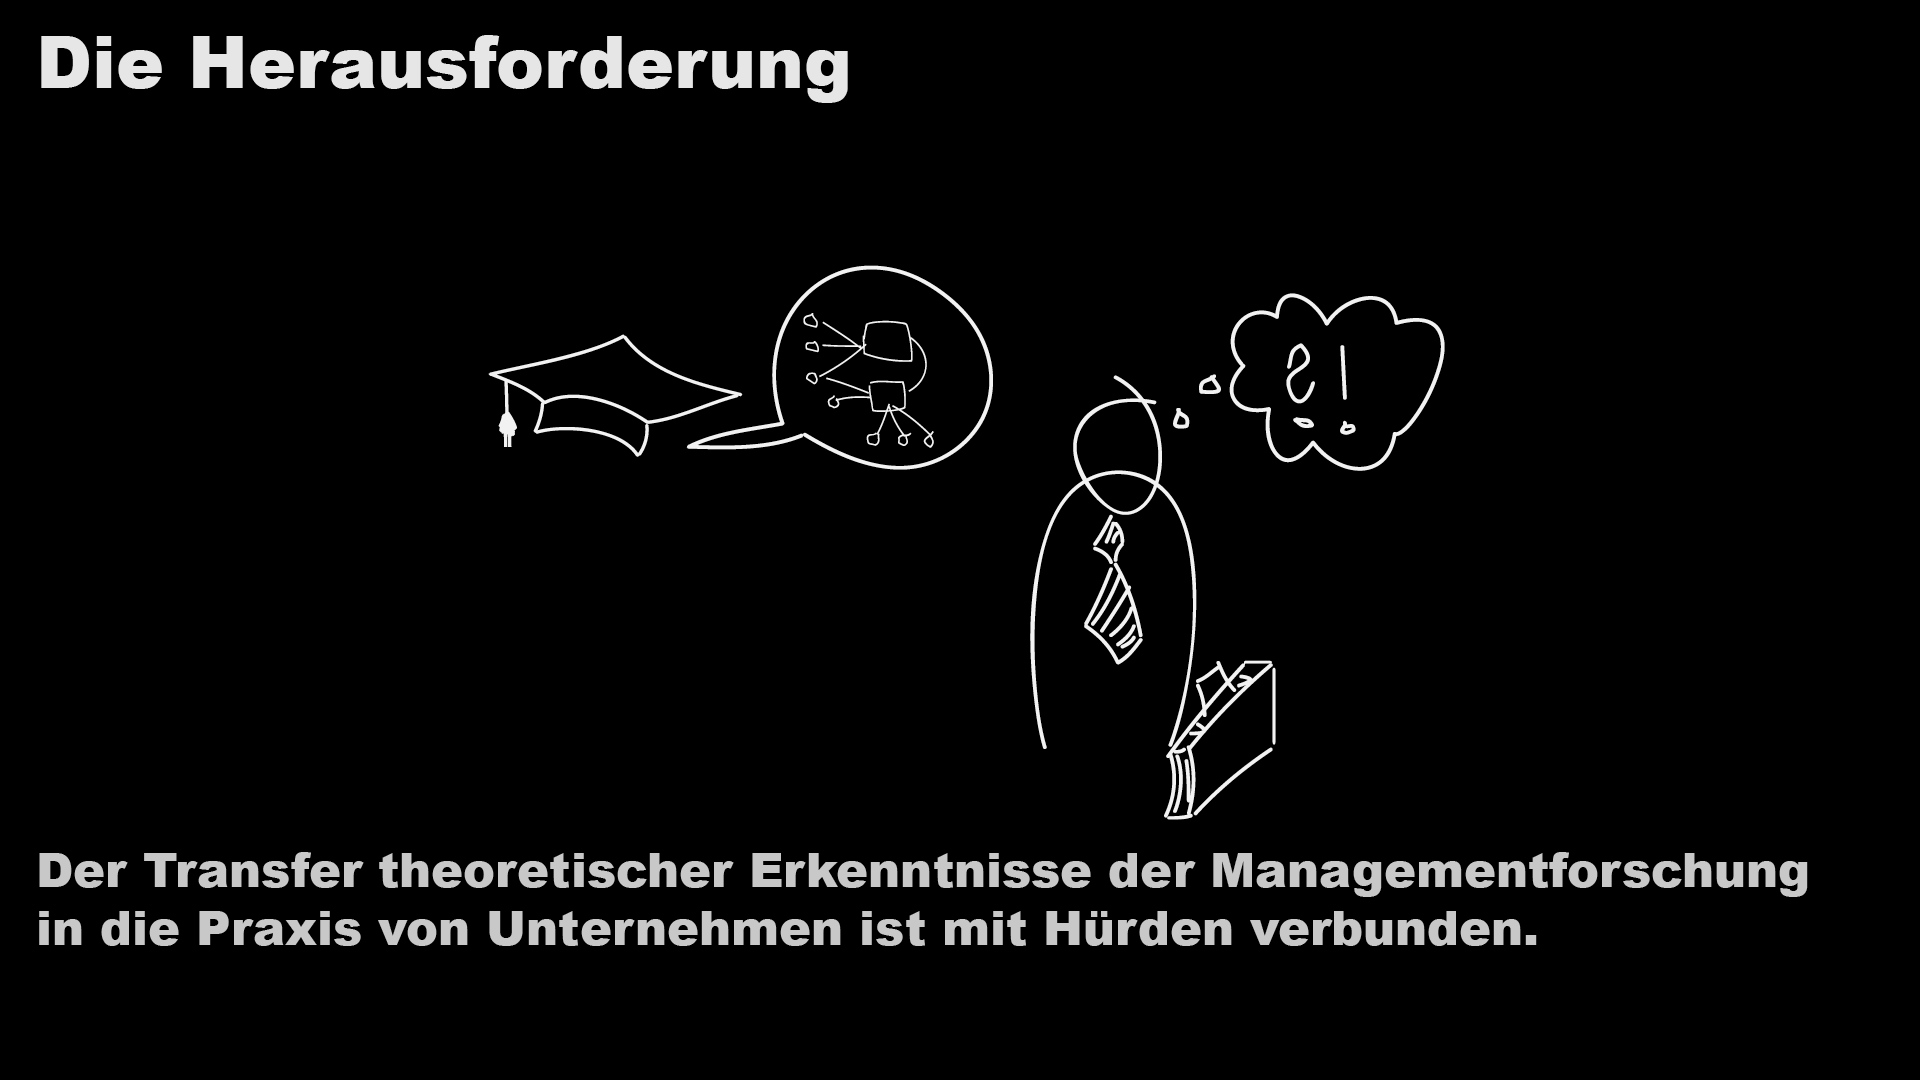 Die Herausforderung
?!
Der Transfer theoretischer Erkenntnisse der Managementforschung
in die Praxis von Unternehmen ist mit Hürden verbunden.